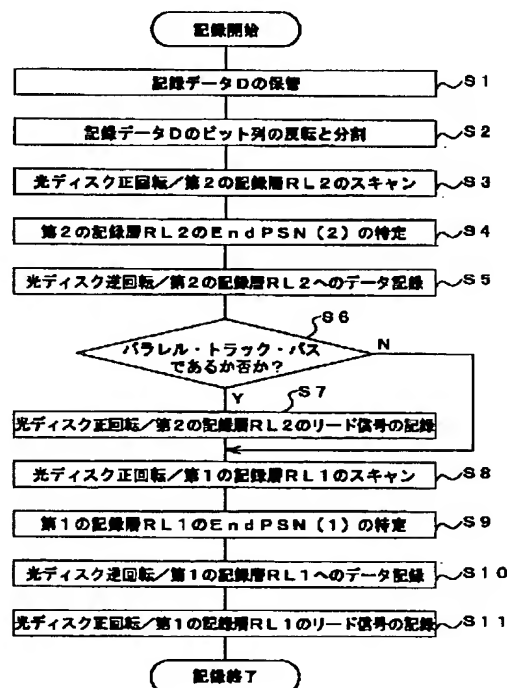 記録開始
記録データDの保管
S1
記録データDのビット列の反転と分割
S2
光ディスク正回転/第2の記録層RL2のスキャン
S3
第2の記録層RL2のEndPSN(2)の特定
S4
光ディスク逆回転/第2の記録層RL2へのデータ記録
S5
S6
パラレル・トラック・パス
であるか否か?
N
Y
S7
光ディスク正回転/第2の記録層RL2のリード信号の記録
光ディスク正回転/第1の記録層RL1のスキャン
S8
第1の記録層RL1のEndPSN(1)の特定
S9
光ディスク逆回転/第1の記録層RL1へのデータ記録
S10
光ディスク正回転/第1の記録層RL1のリード信号の記録
S11
記録終了